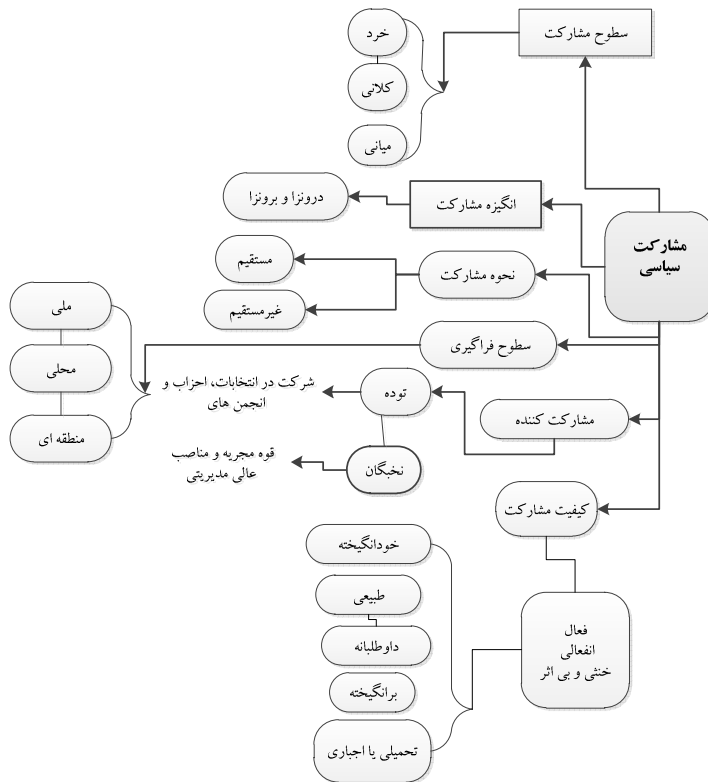 سطوح مشارکت
خرد
کلانی
میانی
انگیزه مشارکت
درونزا و برونزا
مشارکت
سیاسی
نحوه مشارکت
مستقیم
غیرمستقیم
سطوح فراگیری
ملی
محلی
منطقه ای
مشارکت کننده
توده
شرکت در انتخابات، احزاب و
انجمن های
نخبگان
قوه مجریه و مناصب
عالی مدیریتی
کیفیت مشارکت
فعال
انفعالی
خنثی و بی اثر
خودانگیخته
طبیعی
داوطلبانه
برانگیخته
تحمیلی یا اجباری